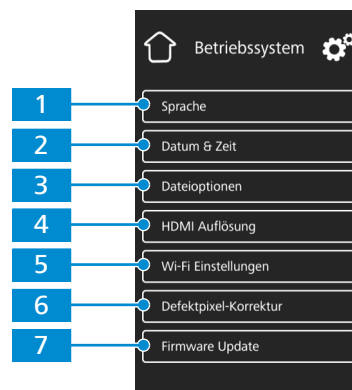 Betriebssystem
1 Sprache
2 Datum & Zeit
3 Dateioptionen
4 HDMI Auflösung
5 Wi-Fi Einstellungen
6 Defektpixel-Korrektur
7 Firmware Update